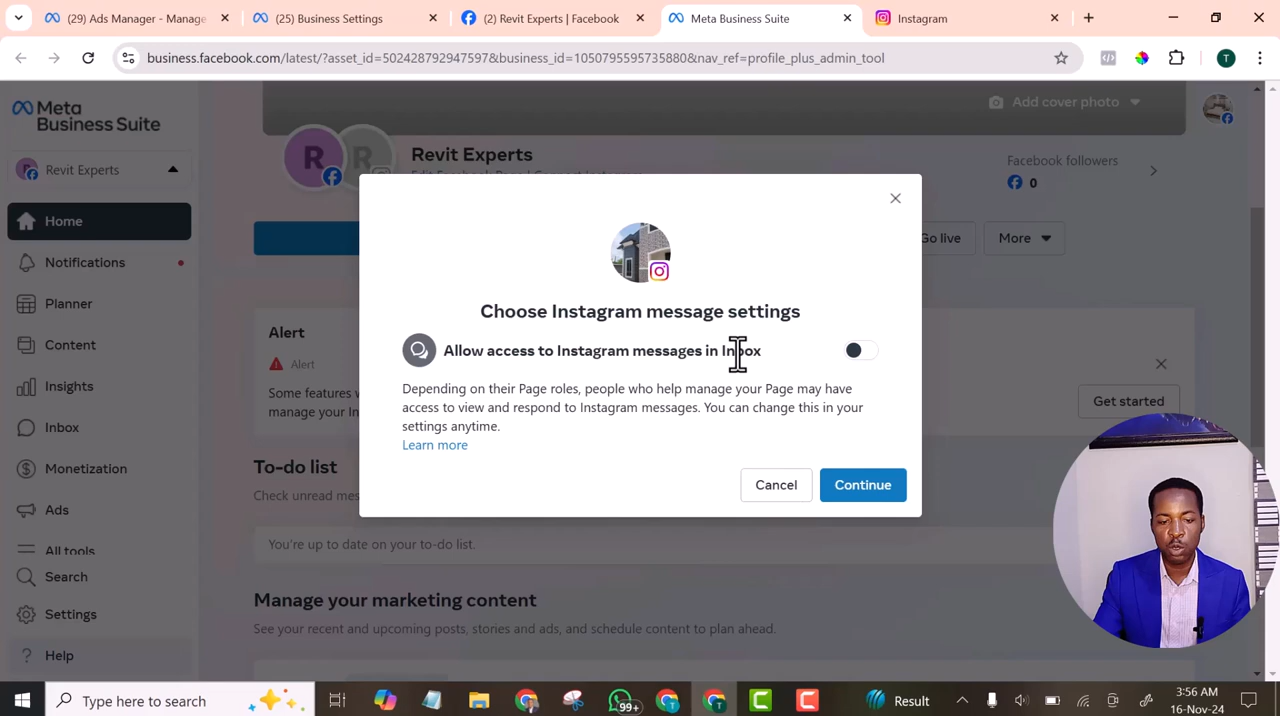 (29) Ads Manager - Manage
(25) Business Settings
(2) Revit Experts | Facebook
Meta Business Suite
Instagram
business.facebook.com/latest/?asset_id=502428792947597&business_id=1050795595735880&nav_ref=profile_plus_admin_tool
T
Meta
Business Suite
Revit Experts
Home
Notifications
Planner
Content
Insights
Inbox
Monetization
Ads
All tools
Search
Settings
Help
Add cover photo
R
R
Revit Experts
Edit Facebook Page | Connect Instagram
Facebook followers
0
Go live
More
Alert
Alert
Some features
manage your In
Get started
To-do list
Check unread mes
You're up to date on your to-do list.
Manage your marketing content
See your recent and upcoming posts, stories and ads, and schedule content to plan ahead.
Choose Instagram message settings
Allow access to Instagram messages in Inbox
Depending on their Page roles, people who help manage your Page may have
access to view and respond to Instagram messages. You can change this in your
settings anytime.
Learn more
Cancel
Continue
Type here to search
99+
Result
3:56 AM
16-Nov-24